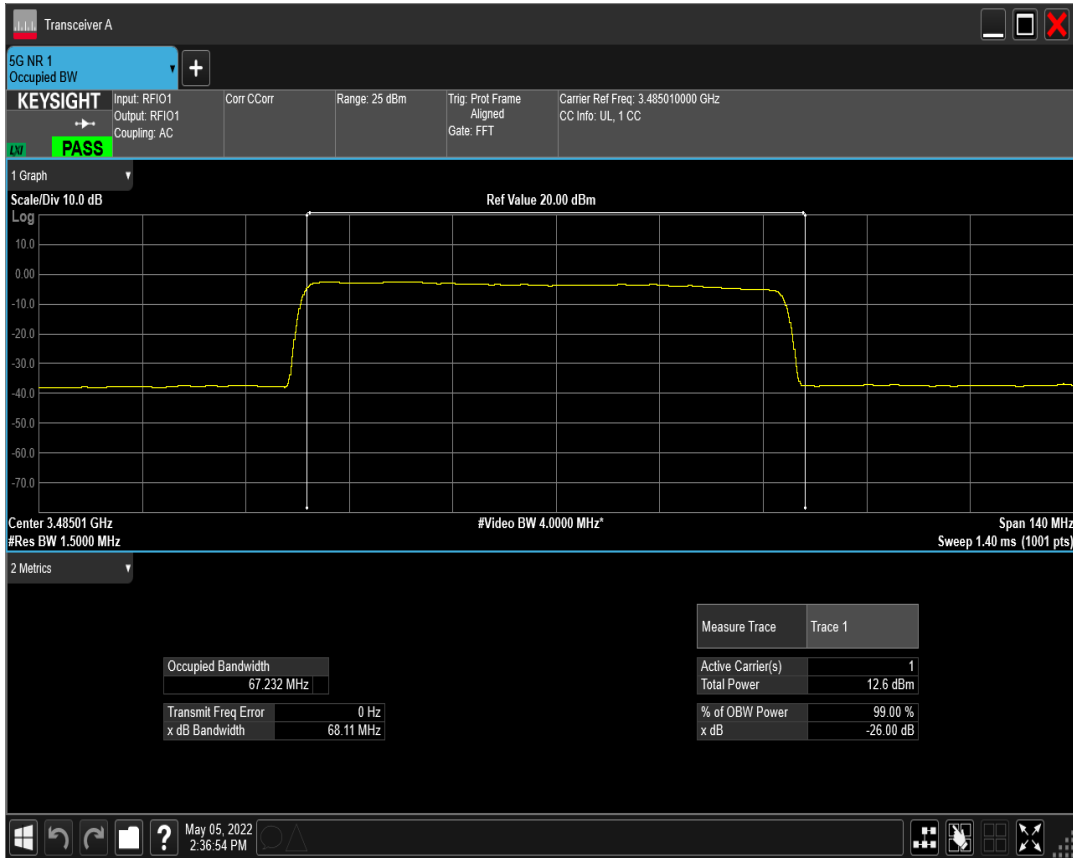 Transceiver A
5G NR 1
Occupied BW
KEYSIGHT
LXI
PASS
Input: RFIO1
Output: RFIO1
Coupling: AC
Corr CCorr
Range: 25 dBm
Trig: Prot Frame
Aligned
Gate: FFT
Carrier Ref Freq: 3.485010000 GHz
CC Info: UL, 1 CC
1 Graph
Scale/Div 10.0 dB
Ref Value 20.00 dBm
Log
10.0
0.00
-10.0
-20.0
-30.0
-40.0
-50.0
-60.0
-70.0
Center 3.48501 GHz
#Video BW 4.0000 MHz*
Span 140 MHz
#Res BW 1.5000 MHz
Sweep 1.40 ms (1001 pts)
2 Metrics
Measure Trace Trace 1
Occupied Bandwidth
67.232 MHz
Active Carrier(s) 1
Total Power 12.6 dBm
Transmit Freq Error 0 Hz
x dB Bandwidth 68.11 MHz
% of OBW Power 99.00 %
x dB -26.00 dB
?
May 05, 2022
2:36:54 PM